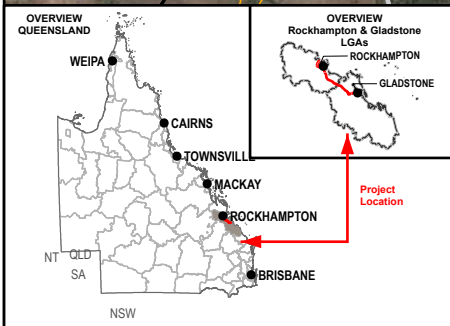 OVERVIEW
QUEENSLAND
WEIPA
CAIRNS
TOWNSVILLE
MACKAY
ROCKHAMPTON
BRISBANE
NT
QLD
SA
NSW
OVERVIEW
Rockhampton & Gladstone
LGAs
ROCKHAMPTON
GLADSTONE
Project
Location